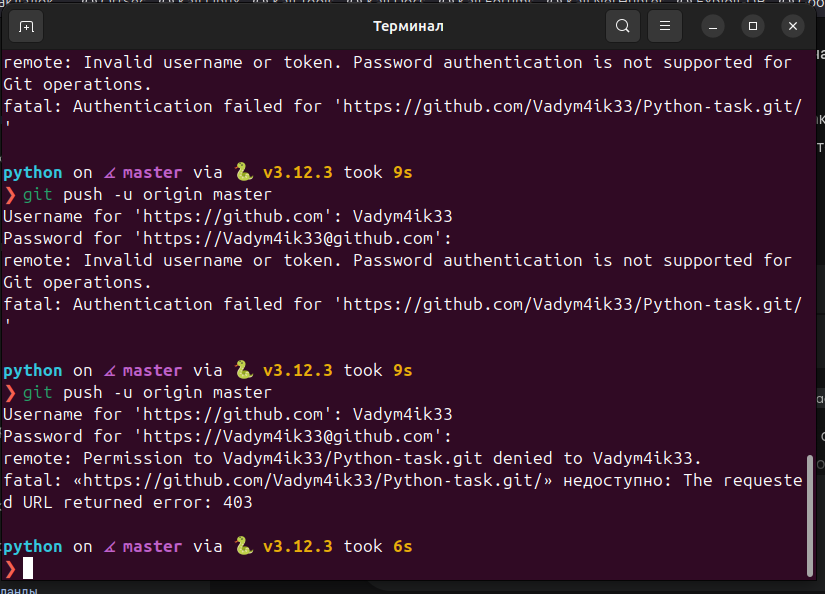 Терминал
remote: Invalid username or token. Password authentication is not supported for
Git operations.
fatal: Authentication failed for 'https://github.com/Vadym4ik33/Python-task.git/
'
python on master via v3.12.3 took 9s
❯ git push -u origin master
Username for 'https://github.com': Vadym4ik33
Password for 'https://Vadym4ik33@github.com':
remote: Invalid username or token. Password authentication is not supported for
Git operations.
fatal: Authentication failed for 'https://github.com/Vadym4ik33/Python-task.git/
'
python on master via v3.12.3 took 9s
❯ git push -u origin master
Username for 'https://github.com': Vadym4ik33
Password for 'https://Vadym4ik33@github.com':
remote: Permission to Vadym4ik33/Python-task.git denied to Vadym4ik33.
fatal: «https://github.com/Vadym4ik33/Python-task.git/» недоступно: The requeste
d URL returned error: 403
python on master via v3.12.3 took 6s
❯